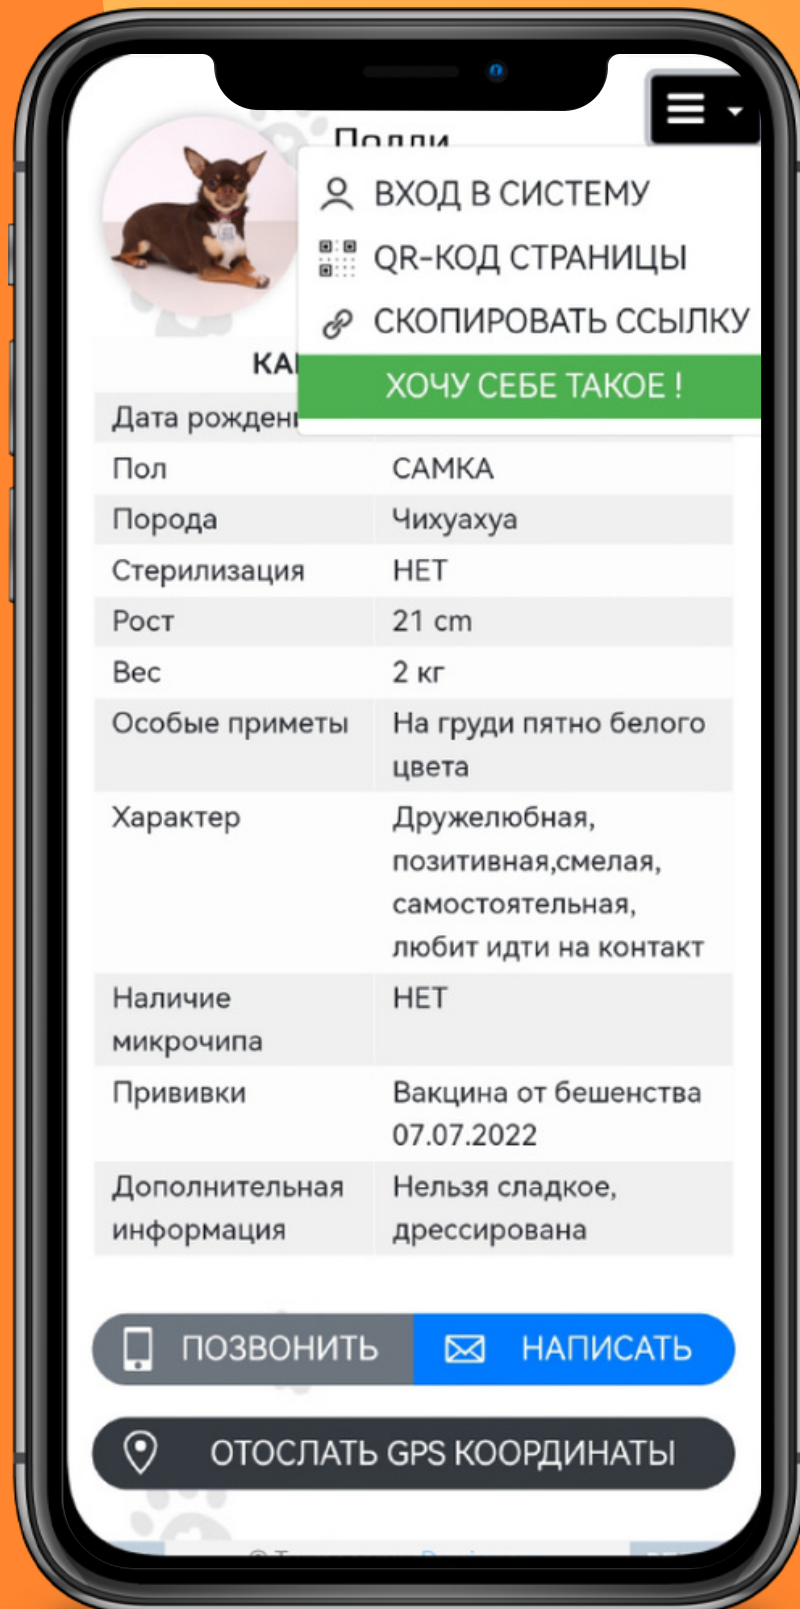 Полли
ВХОД В СИСТЕМУ
QR-КОД СТРАНИЦЫ
СКОПИРОВАТЬ ССЫЛКУ
ХОЧУ СЕБЕ ТАКОЕ !
Пол САМКА
Порода Чихуахуа
Стерилизация НЕТ
Рост 21 cm
Вес 2 кг
Особые приметы На груди пятно белого
цвета
Характер Дружелюбная,
позитивная,смелая,
самостоятельная,
любит идти на контакт
Наличие НЕТ
микрочипа
Прививки Вакцина от бешенства
07.07.2022
Дополнительная Нельзя сладкое,
информация дрессирована
ПОЗВОНИТЬ НАПИСАТЬ
ОТОСЛАТЬ GPS КООРДИНАТЫ